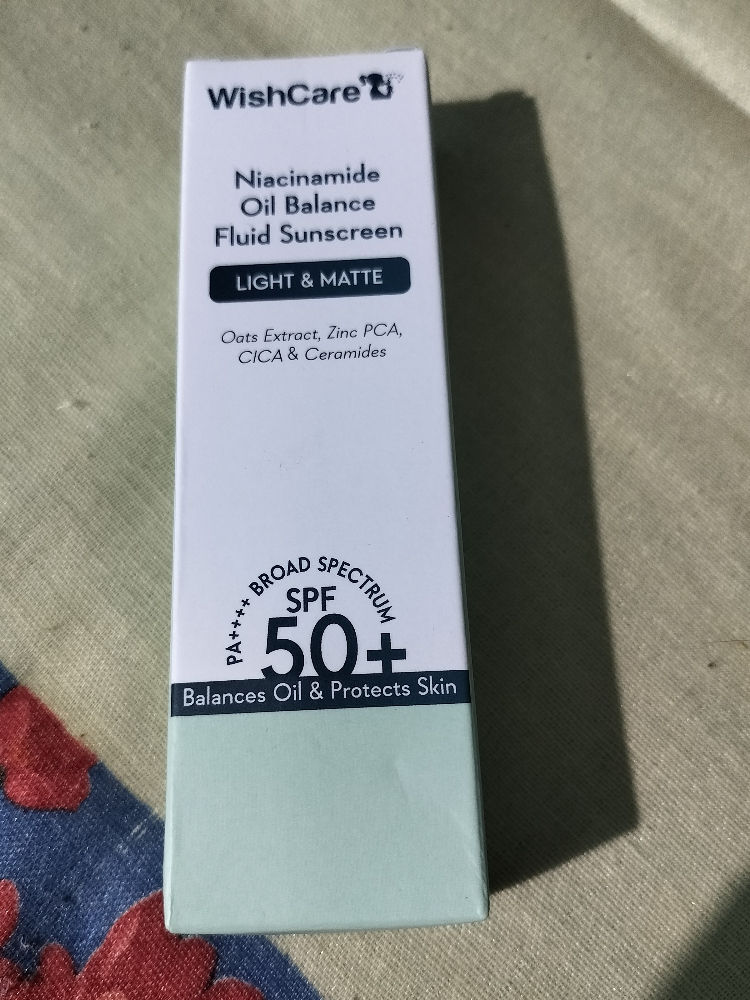 WishCare
Niacinamide
Oil Balance
Fluid Sunscreen
LIGHT & MATTE
Oats Extract, Zinc PCA,
CICA & Ceramides
PA++++ BROAD SPECTRUM
SPF
50+
Balances Oil & Protects Skin